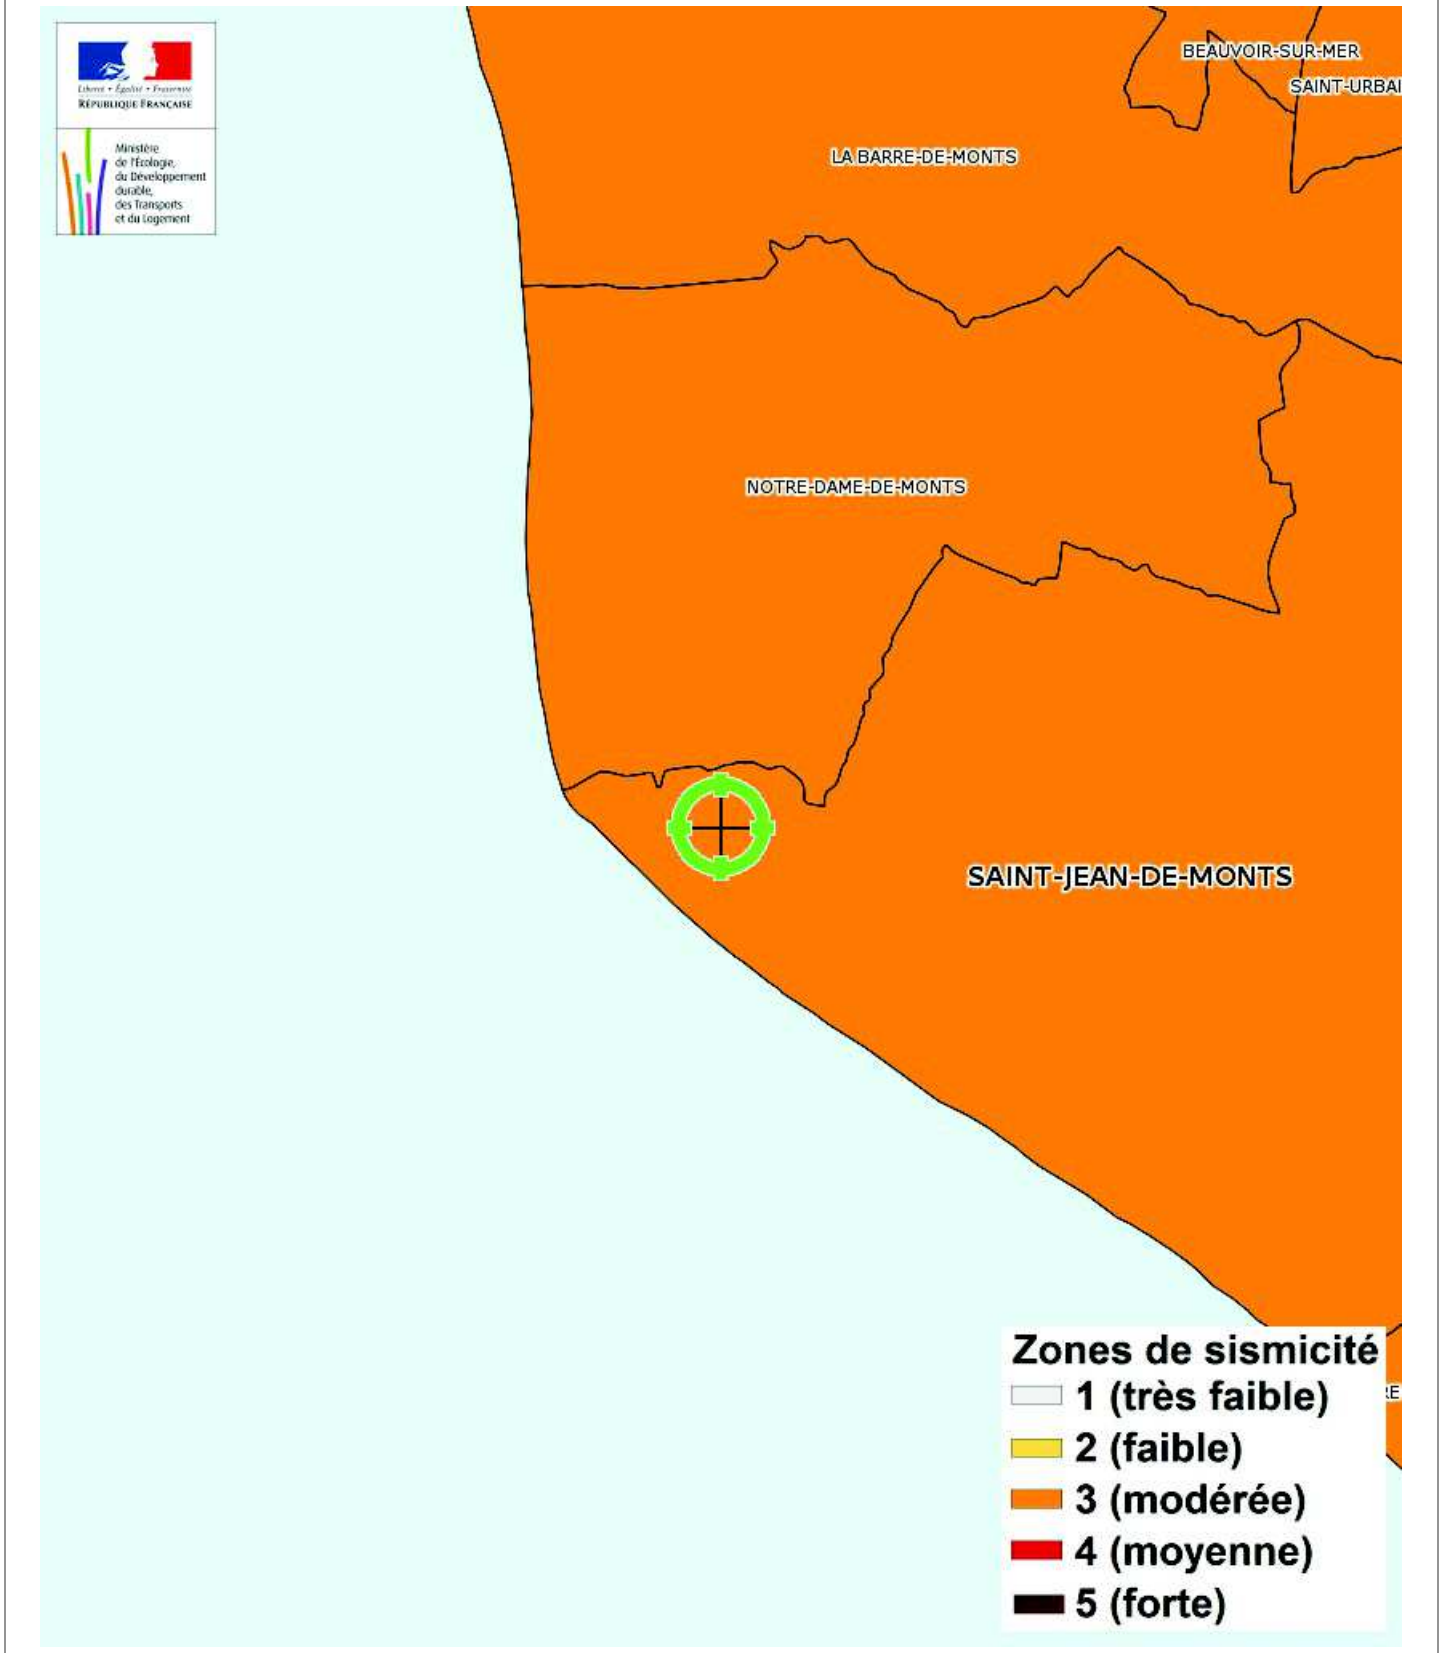 Liberté • Égalité • Fraternité
RÉPUBLIQUE FRANÇAISE
Ministère
de l'Écologie,
du Développement
durable,
des Transports
et du Logement
BEAUVOIR-SUR-MER
SAINT-URBAI
LA BARRE-DE-MONTS
NOTRE-DAME-DE-MONTS
SAINT-JEAN-DE-MONTS
Zones de sismicité
1 (très faible)
2 (faible)
3 (modérée)
4 (moyenne)
5 (forte)
RE